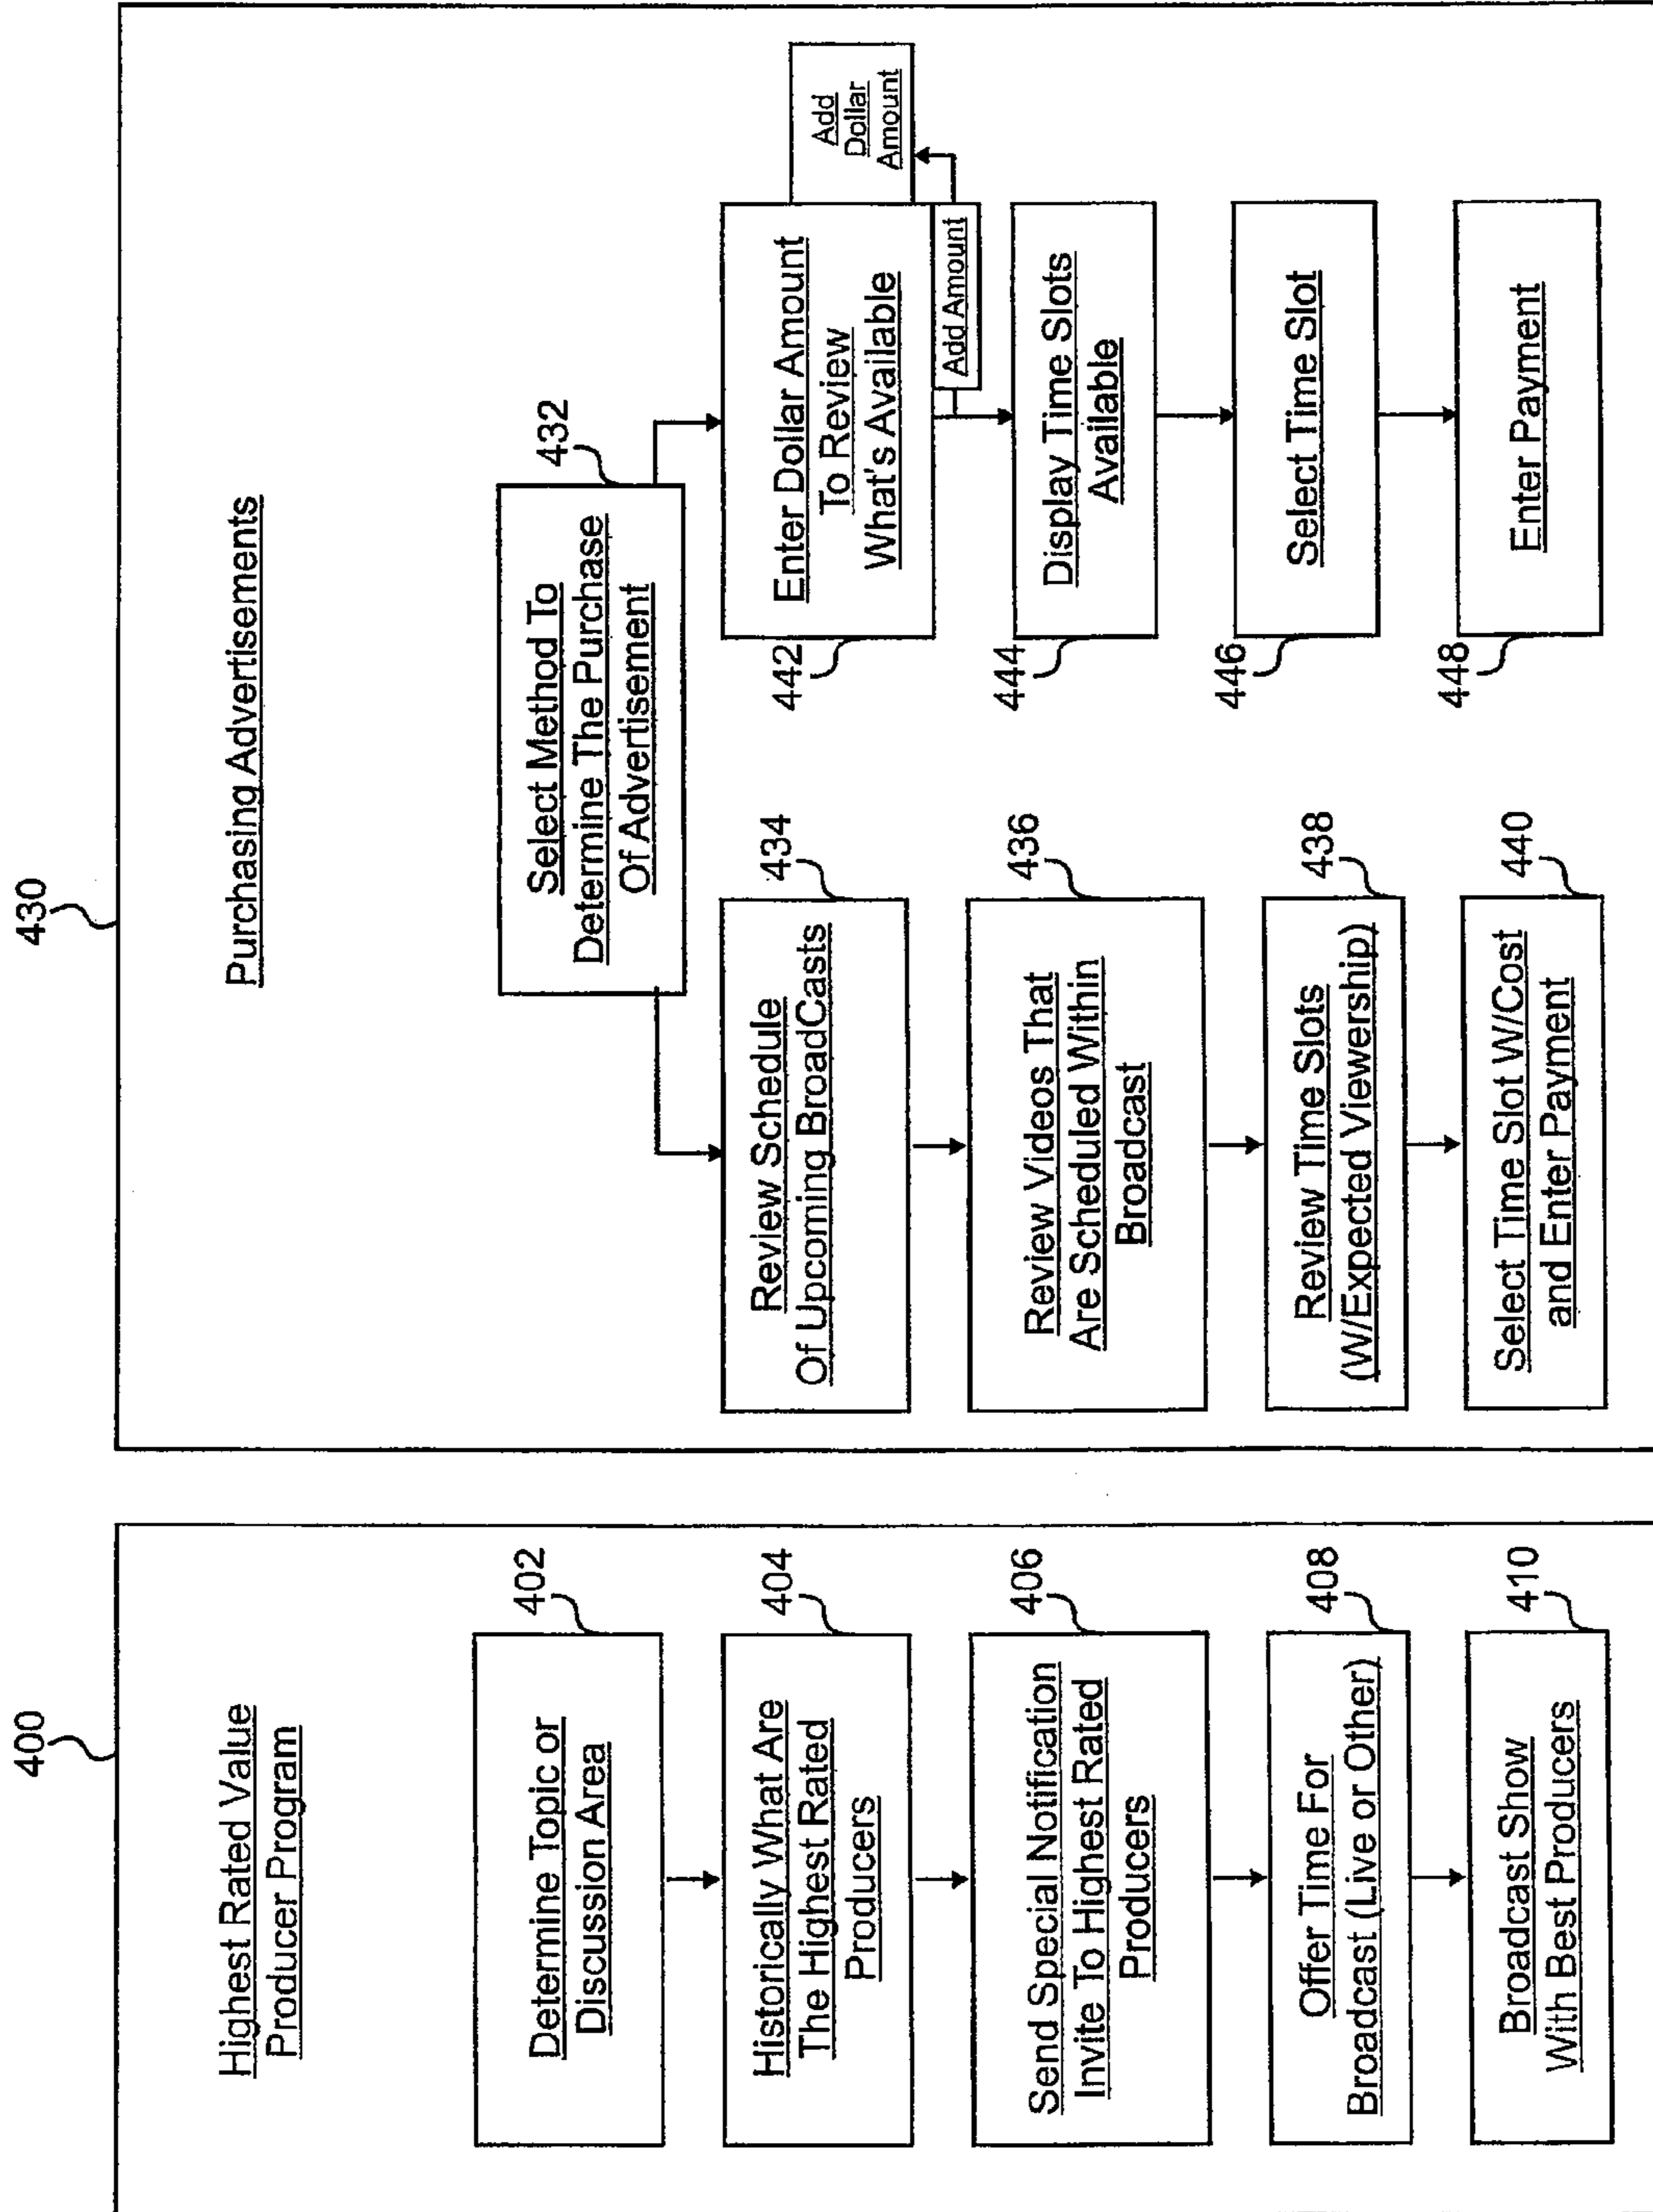 400
Highest Rated Value
Producer Program
402
Determine Topic or
Discussion Area
404
Historically What Are
The Highest Rated
Producers
406
Send Special Notification
Invite To Highest Rated
Producers
408
Offer Time For
Broadcast (Live or Other)
410
Broadcast Show
With Best Producers
430
Purchasing Advertisements
432
Select Method To
Determine The Purchase
Of Advertisement
434
Review Schedule
Of Upcoming BroadCasts
436
Review Videos That
Are Scheduled Within
Broadcast
438
Review Time Slots
(W/Expected Viewership)
440
Select Time Slot W/Cost
and Enter Payment
442
Enter Dollar Amount
To Review
What's Available
Add
Dollar
Amount
Add Amount
444
Display Time Slots
Available
446
Select Time Slot
448
Enter Payment